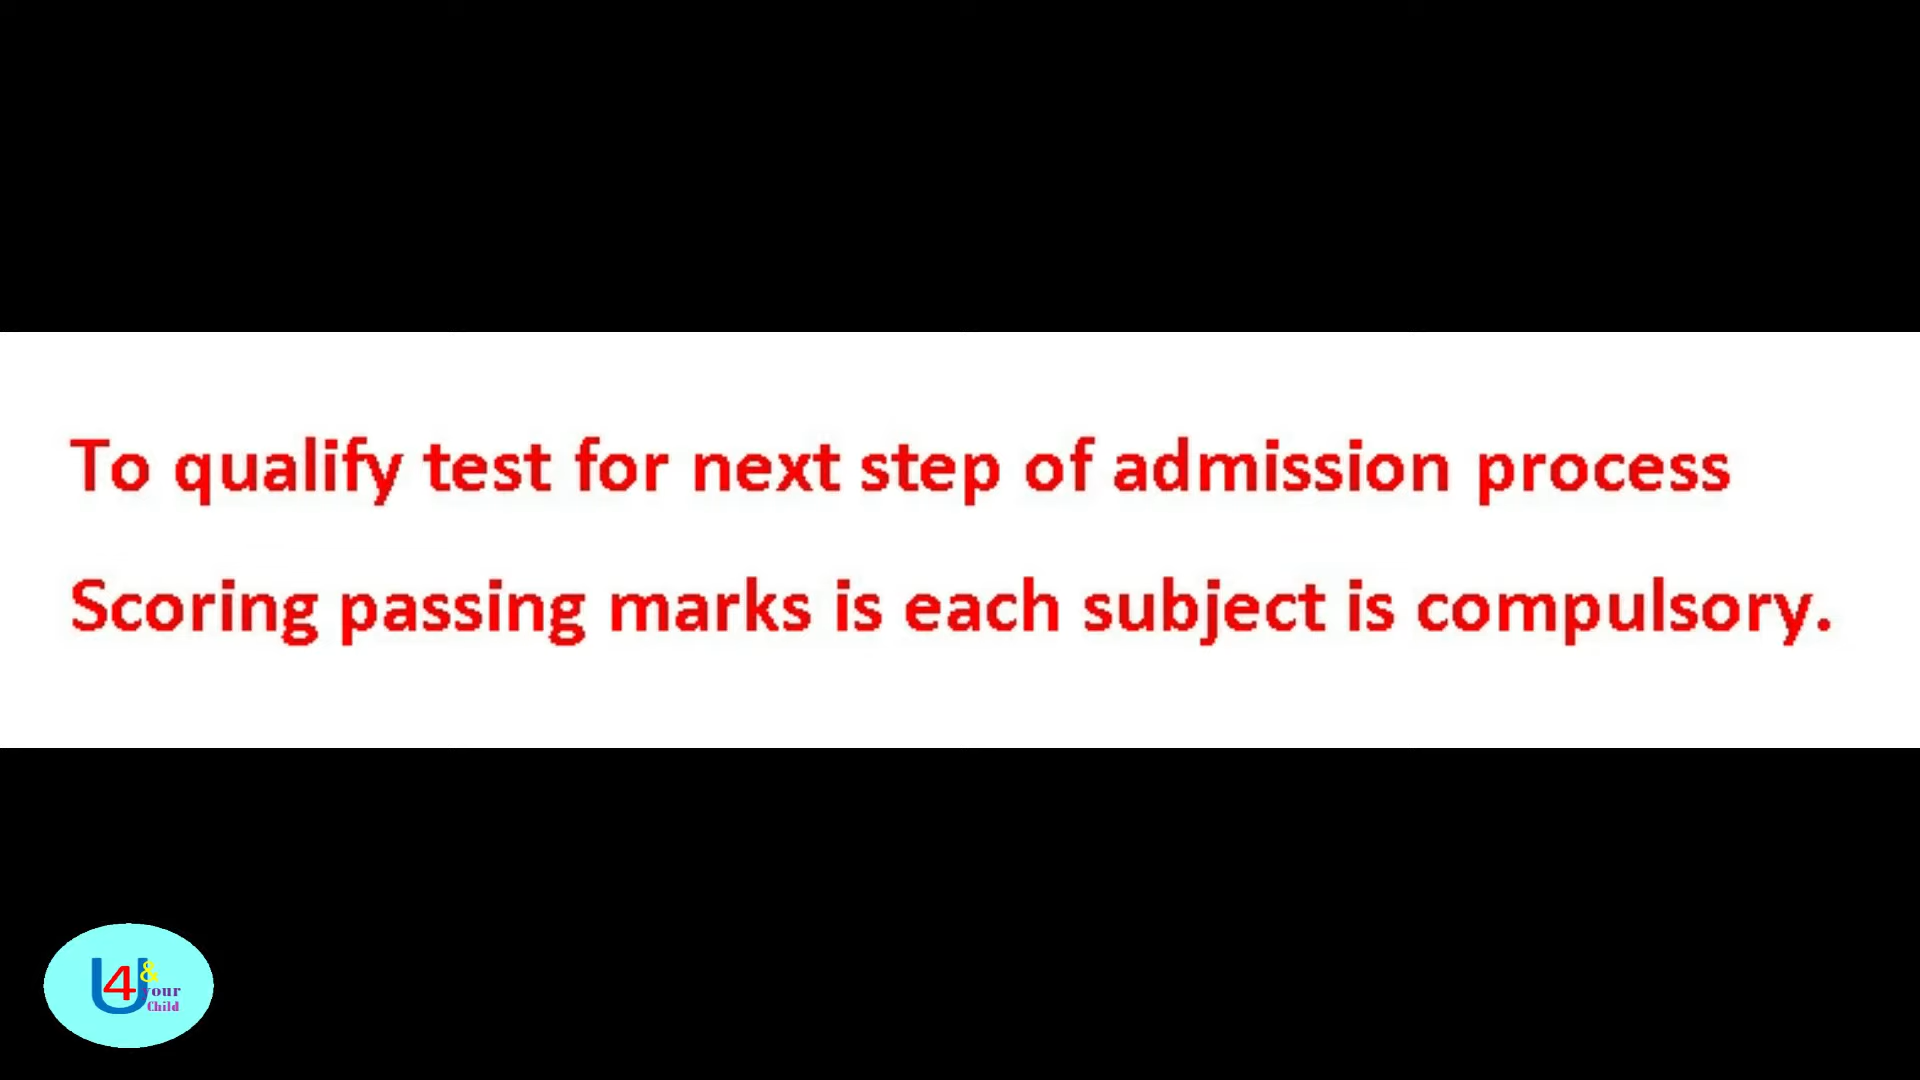 To qualify test for next step of admission process
Scoring passing marks is each subject is compulsory.
U4&
your
Child